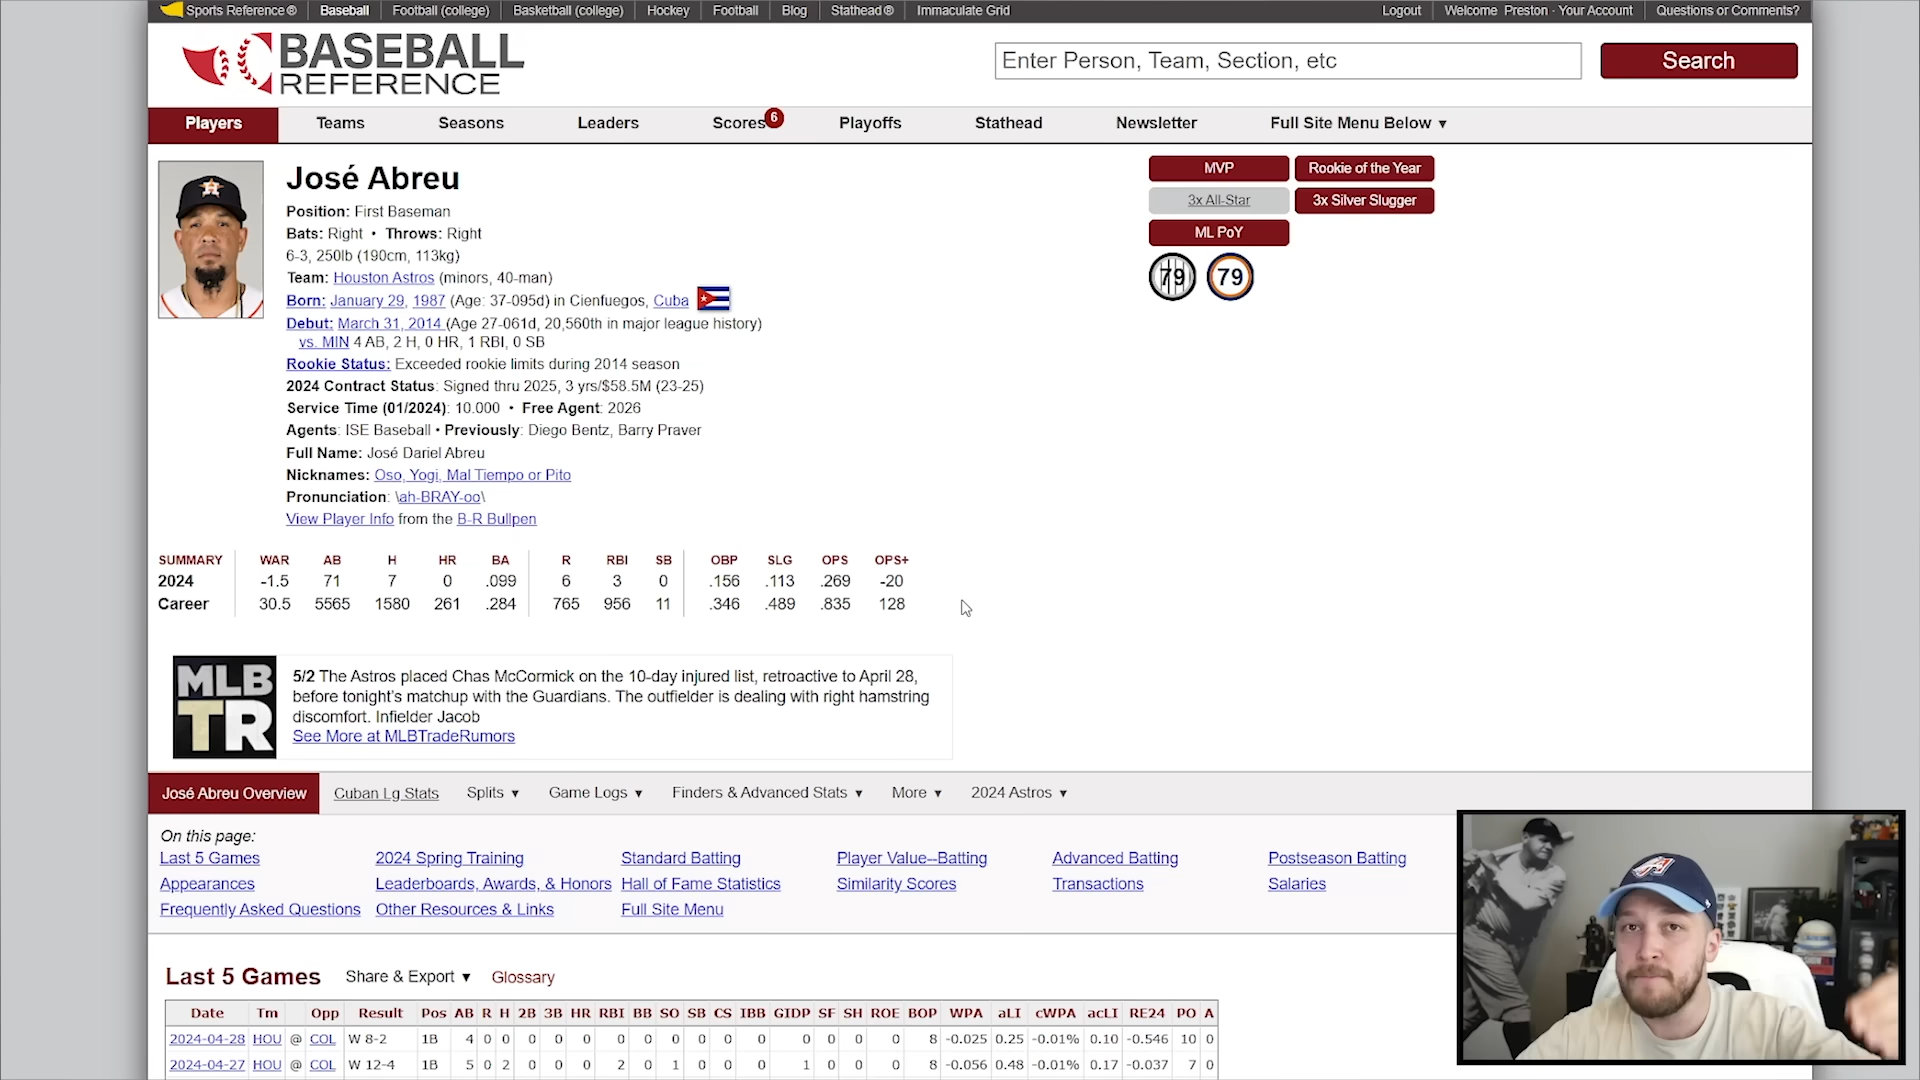 Sports Reference® Baseball Football (college) Basketball (college) Hockey Football Blog Stathead® Immaculate Grid Logout Welcome Preston · Your Account Questions or Comments?
BASEBALL
REFERENCE
Enter Person, Team, Section, etc Search
Players Teams Seasons Leaders Scores 6 Playoffs Stathead Newsletter Full Site Menu Below ▼
José Abreu
Position: First Baseman
Bats: Right • Throws: Right
6-3, 250lb (190cm, 113kg)
Team: Houston Astros (minors, 40-man)
Born: January 29, 1987 (Age: 37-095d) in Cienfuegos, Cuba
Debut: March 31, 2014 (Age 27-061d, 20,560th in major league history)
vs. MIN 4 AB, 2 H, 0 HR, 1 RBI, 0 SB
Rookie Status: Exceeded rookie limits during 2014 season
2024 Contract Status: Signed thru 2025, 3 yrs/$58.5M (23-25)
Service Time (01/2024): 10.000 • Free Agent: 2026
Agents: ISE Baseball • Previously: Diego Bentz, Barry Praver
Full Name: José Dariel Abreu
Nicknames: Oso, Yogi, Mal Tiempo or Pito
Pronunciation: \ah-BRAY-oo\
View Player Info from the B-R Bullpen
MVP Rookie of the Year
3x All-Star 3x Silver Slugger
ML PoY
79 79
SUMMARY WAR AB H HR BA R RBI SB OBP SLG OPS OPS+
2024 -1.5 71 7 0 .099 6 3 0 .156 .113 .269 -20
Career 30.5 5565 1580 261 .284 765 956 11 .346 .489 .835 128
MLB
TR
5/2 The Astros placed Chas McCormick on the 10-day injured list, retroactive to April 28,
before tonight's matchup with the Guardians. The outfielder is dealing with right hamstring
discomfort. Infielder Jacob
See More at MLBTradeRumors
José Abreu Overview Cuban Lg Stats Splits ▼ Game Logs ▼ Finders & Advanced Stats ▼ More ▼ 2024 Astros ▼
On this page:
Last 5 Games 2024 Spring Training Standard Batting Player Value--Batting Advanced Batting Postseason Batting
Appearances Leaderboards, Awards, & Honors Hall of Fame Statistics Similarity Scores Transactions Salaries
Frequently Asked Questions Other Resources & Links Full Site Menu
Last 5 Games Share & Export ▼ Glossary
Date Tm Opp Result Pos AB R H 2B 3B HR RBI BB SO SB CS IBB GIDP SF SH ROE BOP WPA aLI cWPA acLI RE24 PO A
2024-04-28 HOU @ COL W 8-2 1B 4 0 0 0 0 0 0 0 0 0 0 0 0 0 0 0 8 -0.025 0.25 -0.01% 0.10 -0.546 10 0
2024-04-27 HOU @ COL W 12-4 1B 5 0 2 0 0 0 2 0 1 0 0 0 1 0 0 0 8 -0.056 0.48 -0.01% 0.17 -0.037 7 0